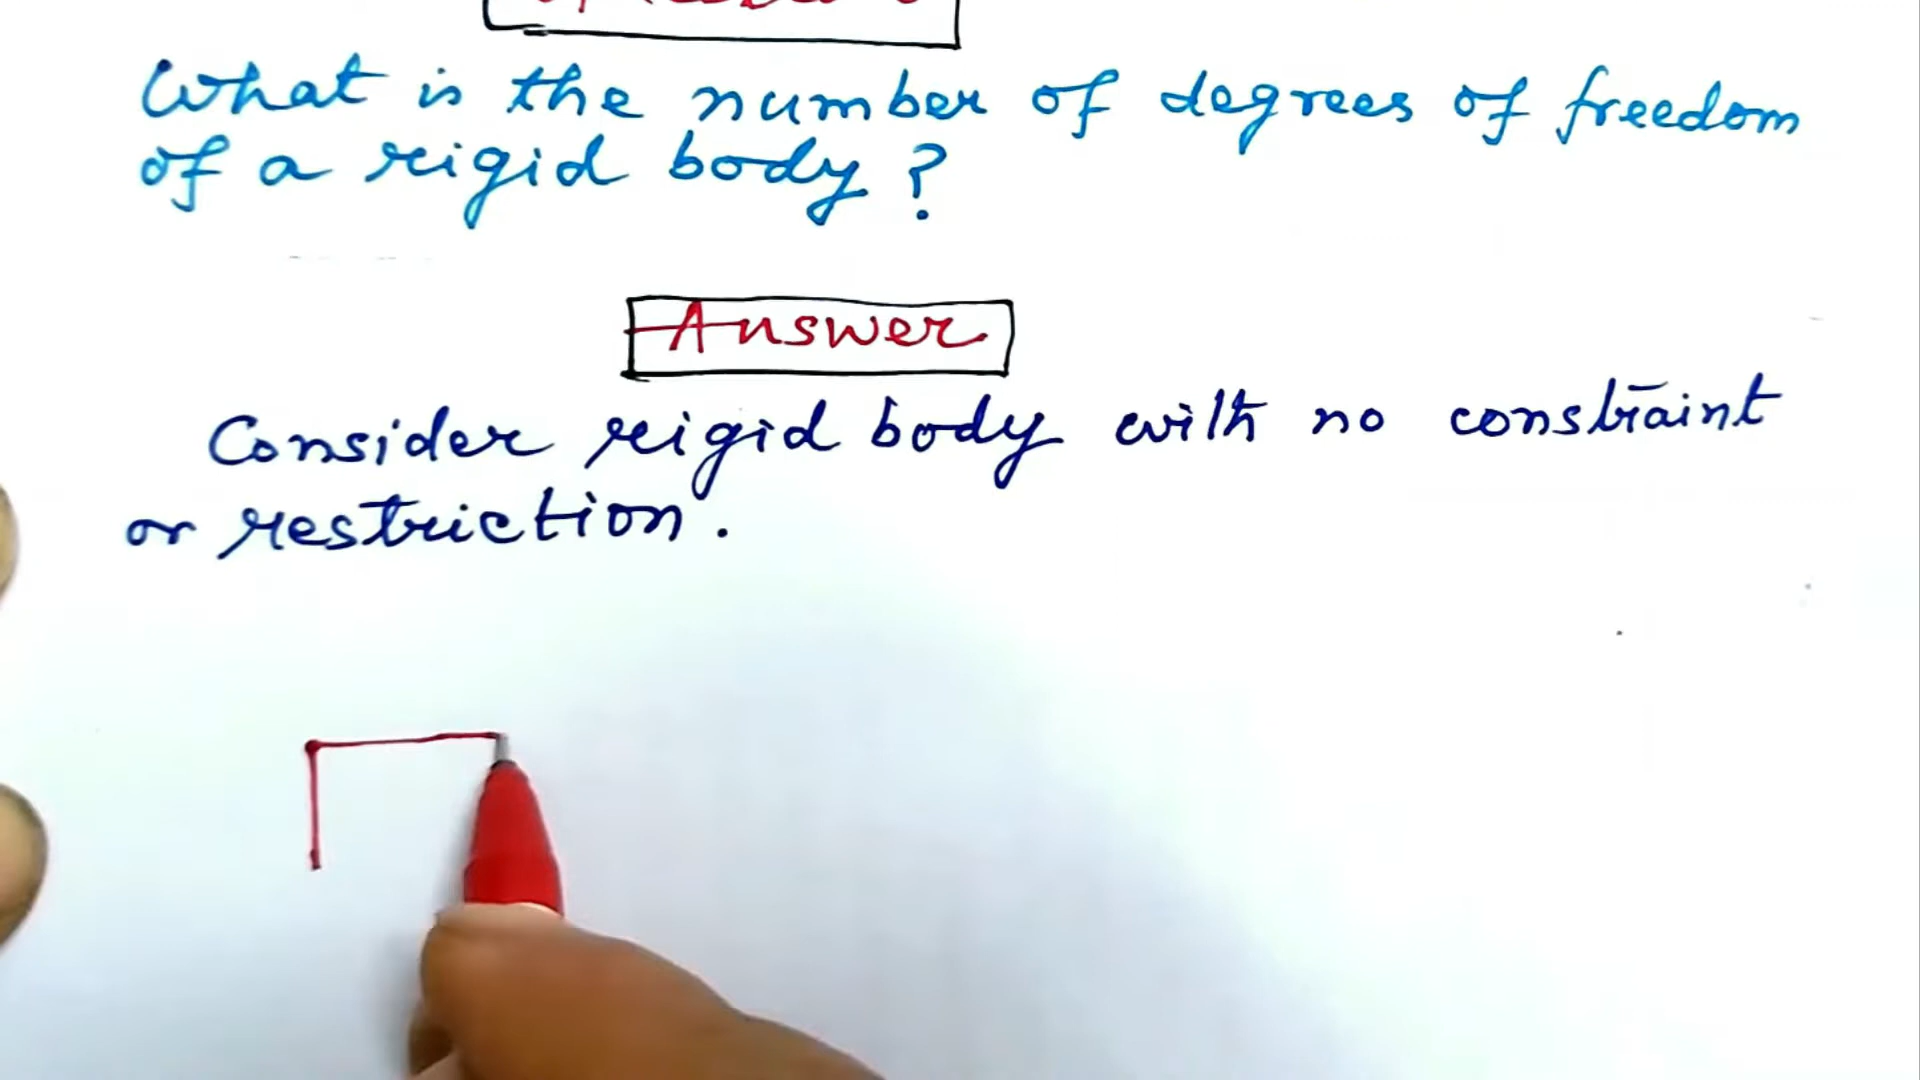 What is the number of degrees of freedom
of a rigid body?
Answer
Consider rigid body with no constraint
or restriction.